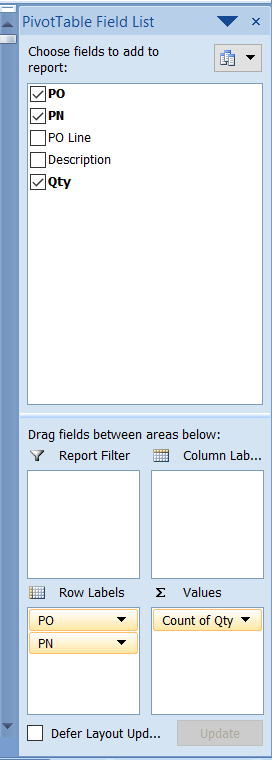 PivotTable Field List
Choose fields to add to
report:
PO
PN
PO Line
Description
Qty
Drag fields between areas below:
Report Filter
Column Lab...
Row Labels
Σ Values
PO
PN
Count of Qty
Defer Layout Upd...
Update